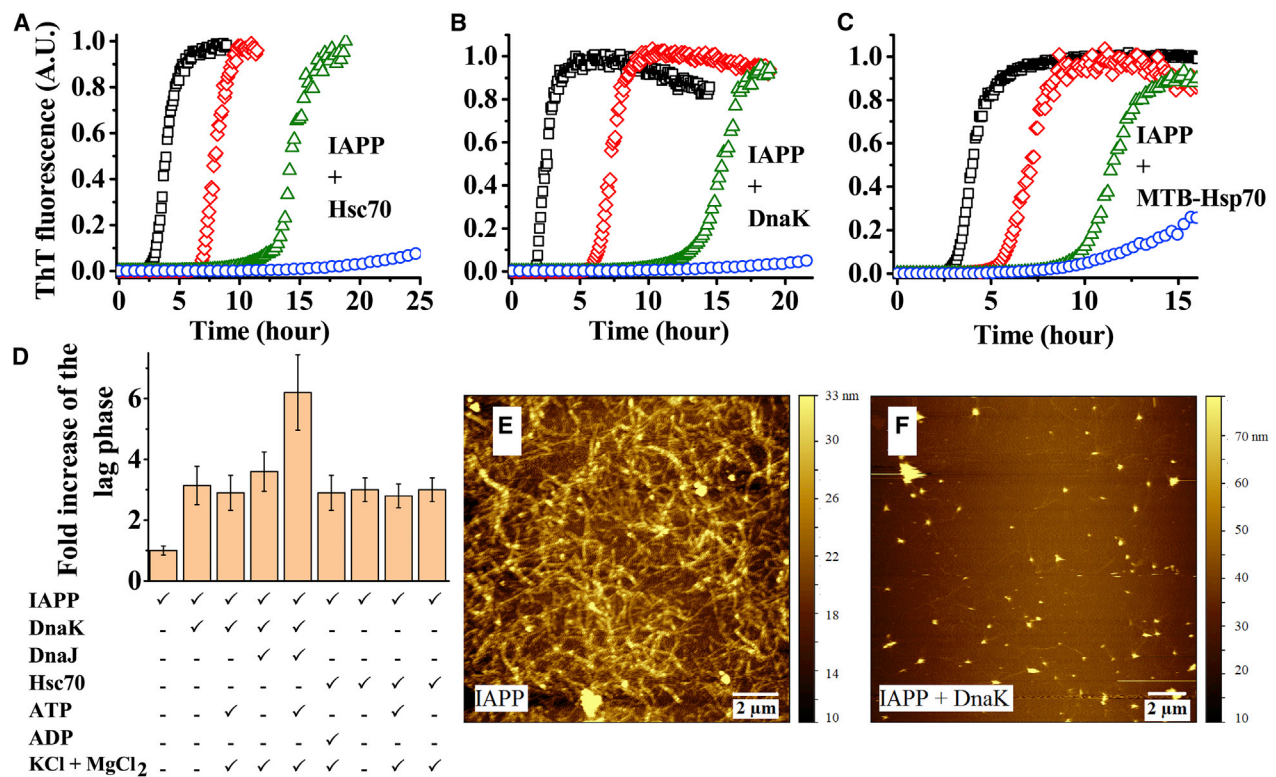 A
ThT fluorescence (A.U.)
1.0
0.8
0.6
0.4
0.2
0.0
IAPP
+
Hsc70
0 5 10 15 20 25
Time (hour)
B
1.0
0.8
0.6
0.4
0.2
0.0
IAPP
+
DnaK
0 5 10 15 20
Time (hour)
C
1.0
0.8
0.6
0.4
0.2
0.0
IAPP
+
MTB-Hsp70
0 5 10 15
Time (hour)
D
Fold increase of the
lag phase
6
4
2
0
IAPP ✓ ✓ ✓ ✓ ✓ ✓ ✓ ✓ ✓
DnaK - ✓ ✓ ✓ ✓ - - - -
DnaJ - - - ✓ ✓ - - - -
Hsc70 - - - - - ✓ ✓ ✓ ✓
ATP - - ✓ - ✓ - - ✓ -
ADP - - - - - ✓ - - -
KCl + MgCl2 - - ✓ ✓ ✓ ✓ - ✓ ✓
E
IAPP
2 µm
33 nm
30
26
22
18
14
10
F
IAPP + DnaK
2 µm
70 nm
60
50
40
30
20
10